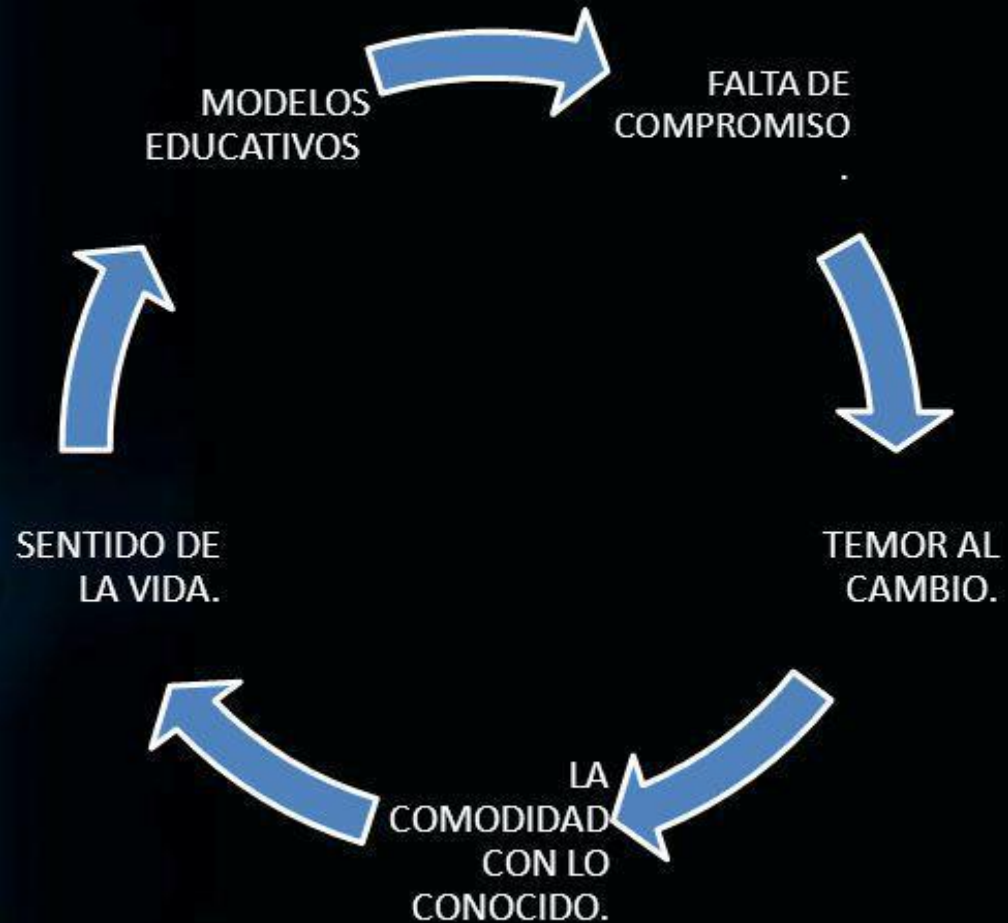 MODELOS
EDUCATIVOS
FALTA DE
COMPROMISO
.
TEMOR AL
CAMBIO.
LA
COMODIDAD
CON LO
CONOCIDO.
SENTIDO DE
LA VIDA.